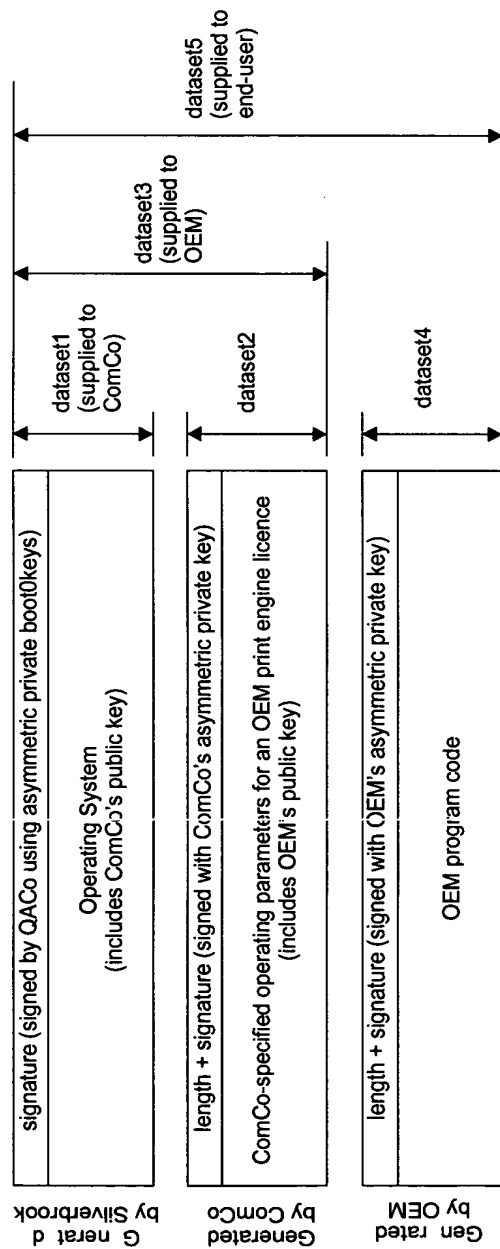 G nerat d
by Silverbrook
signature (signed by QACo using asymmetric private boot0keys)
Operating System
(includes ComCo's public key)
dataset1
(supplied to
ComCo)
Generated
by ComCo
length + signature (signed with ComCo's asymmetric private key)
ComCo-specified operating parameters for an OEM print engine licence
(includes OEM's public key)
dataset2
dataset3
(supplied to
OEM)
Gen rated
by OEM
length + signature (signed with OEM's asymmetric private key)
OEM program code
dataset4
dataset5
(supplied to
end-user)